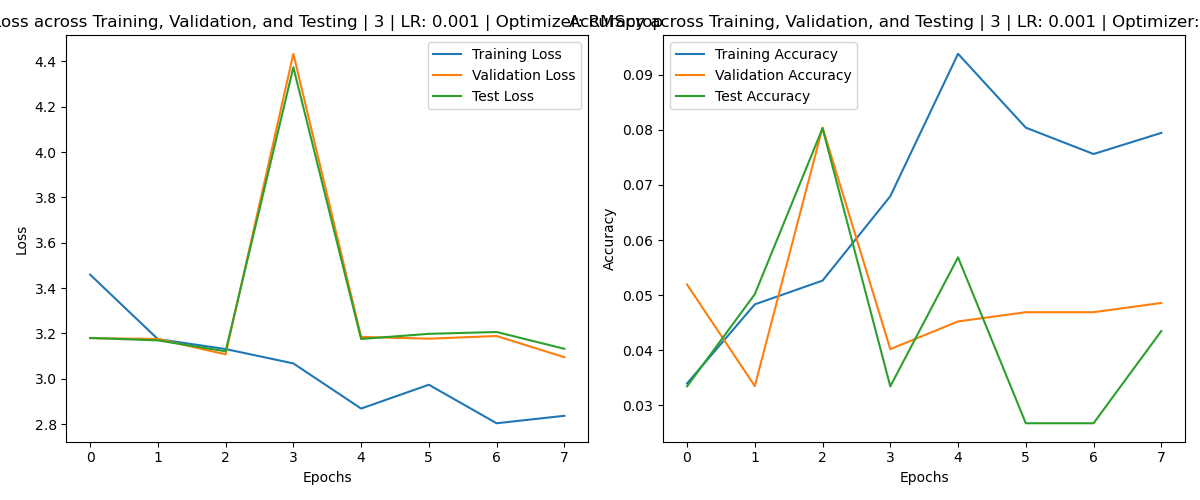 Loss across Training, Validation, and Testing | 3 | LR: 0.001 | Optimizer: RMSprop
Accuracy across Training, Validation, and Testing | 3 | LR: 0.001 | Optimizer:
4.4
4.2
4.0
3.8
3.6
3.4
3.2
3.0
2.8
Loss
Training Loss
Validation Loss
Test Loss
0 1 2 3 4 5 6 7
Epochs
0.09
0.08
0.07
0.06
0.05
0.04
0.03
Accuracy
Training Accuracy
Validation Accuracy
Test Accuracy
0 1 2 3 4 5 6 7
Epochs